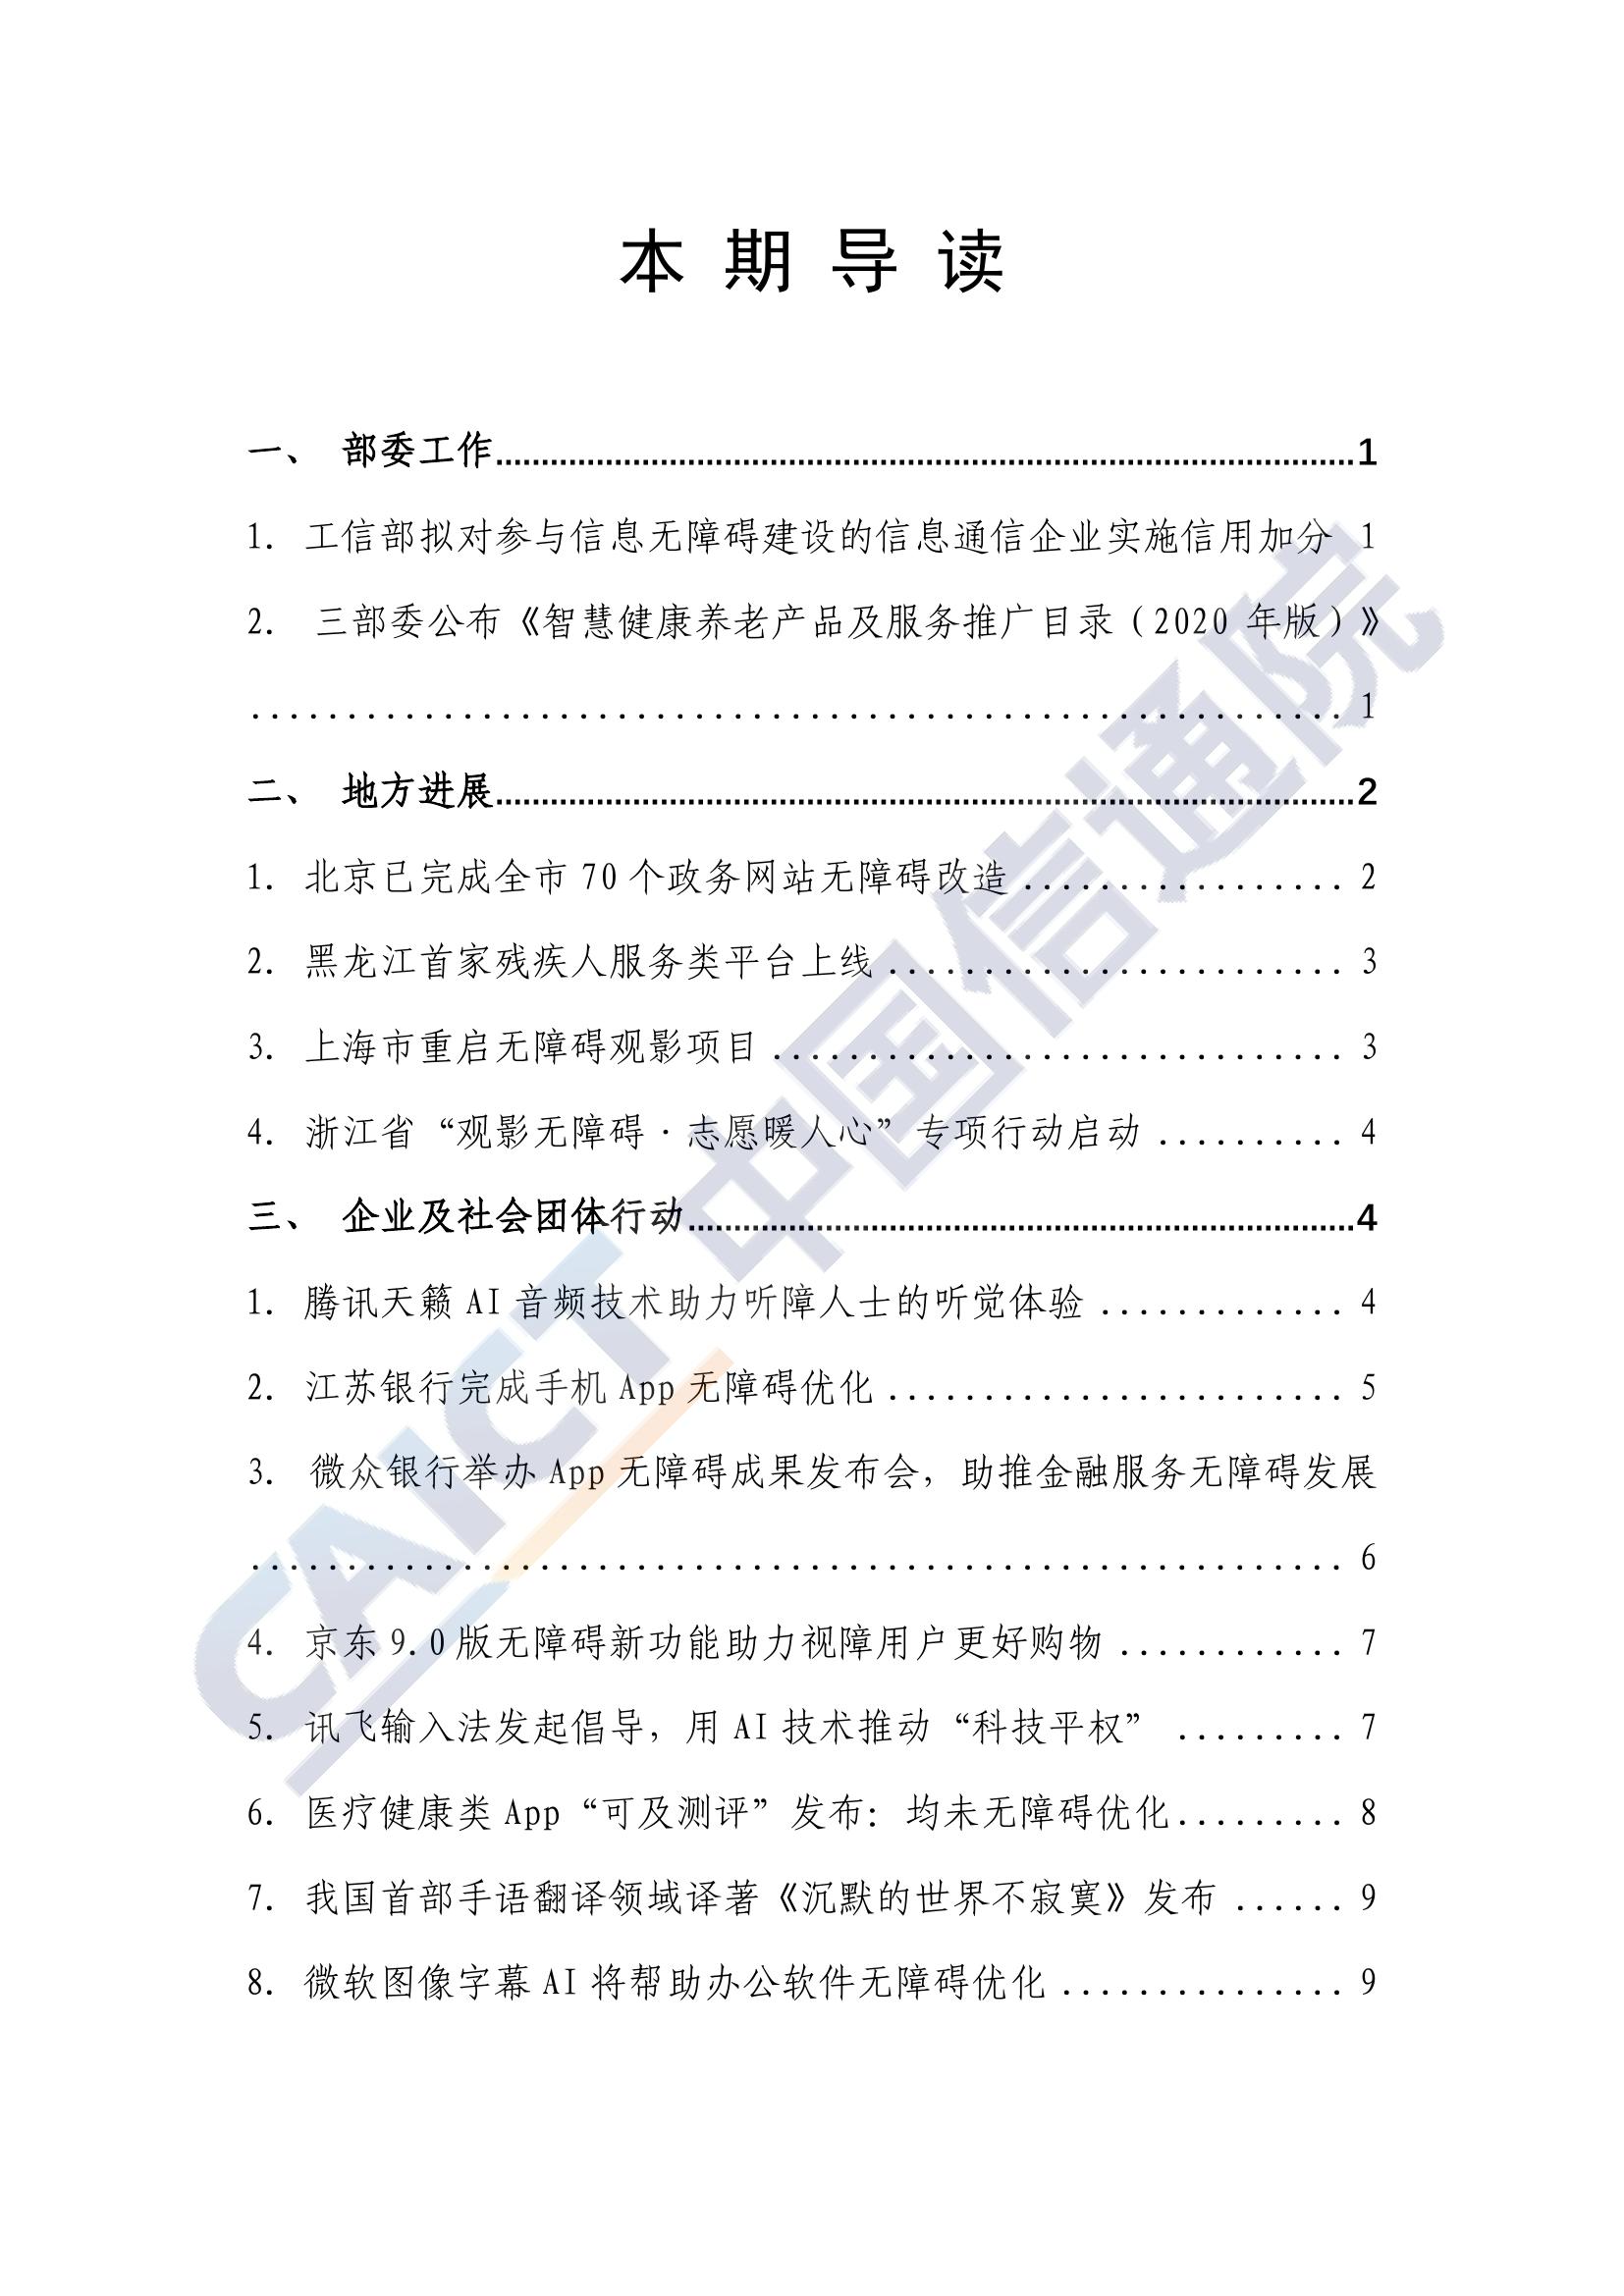 本 期 导 读
一、 部委工作........................................................................................1
1. 工信部拟对参与信息无障碍建设的信息通信企业实施信用加分 1
2. 三部委公布《智慧健康养老产品及服务推广目录（2020 年版）》
......................................................... 1
二、 地方进展........................................................................................2
1. 北京已完成全市 70 个政务网站无障碍改造 ................. 2
2. 黑龙江首家残疾人服务类平台上线 ........................ 3
3. 上海市重启无障碍观影项目 .............................. 3
4. 浙江省“观影无障碍·志愿暖人心”专项行动启动 .......... 4
三、 企业及社会团体行动....................................................................4
1. 腾讯天籁 AI 音频技术助力听障人士的听觉体验 ............. 4
2. 江苏银行完成手机 App 无障碍优化 ........................ 5
3. 微众银行举办 App 无障碍成果发布会，助推金融服务无障碍发展
......................................................... 6
4. 京东 9.0 版无障碍新功能助力视障用户更好购物 ............ 7
5. 讯飞输入法发起倡导，用 AI 技术推动“科技平权” ......... 7
6. 医疗健康类 App“可及测评”发布：均未无障碍优化......... 8
7. 我国首部手语翻译领域译著《沉默的世界不寂寞》发布 ...... 9
8. 微软图像字幕 AI 将帮助办公软件无障碍优化 ............... 9
CAICT 中国信通院